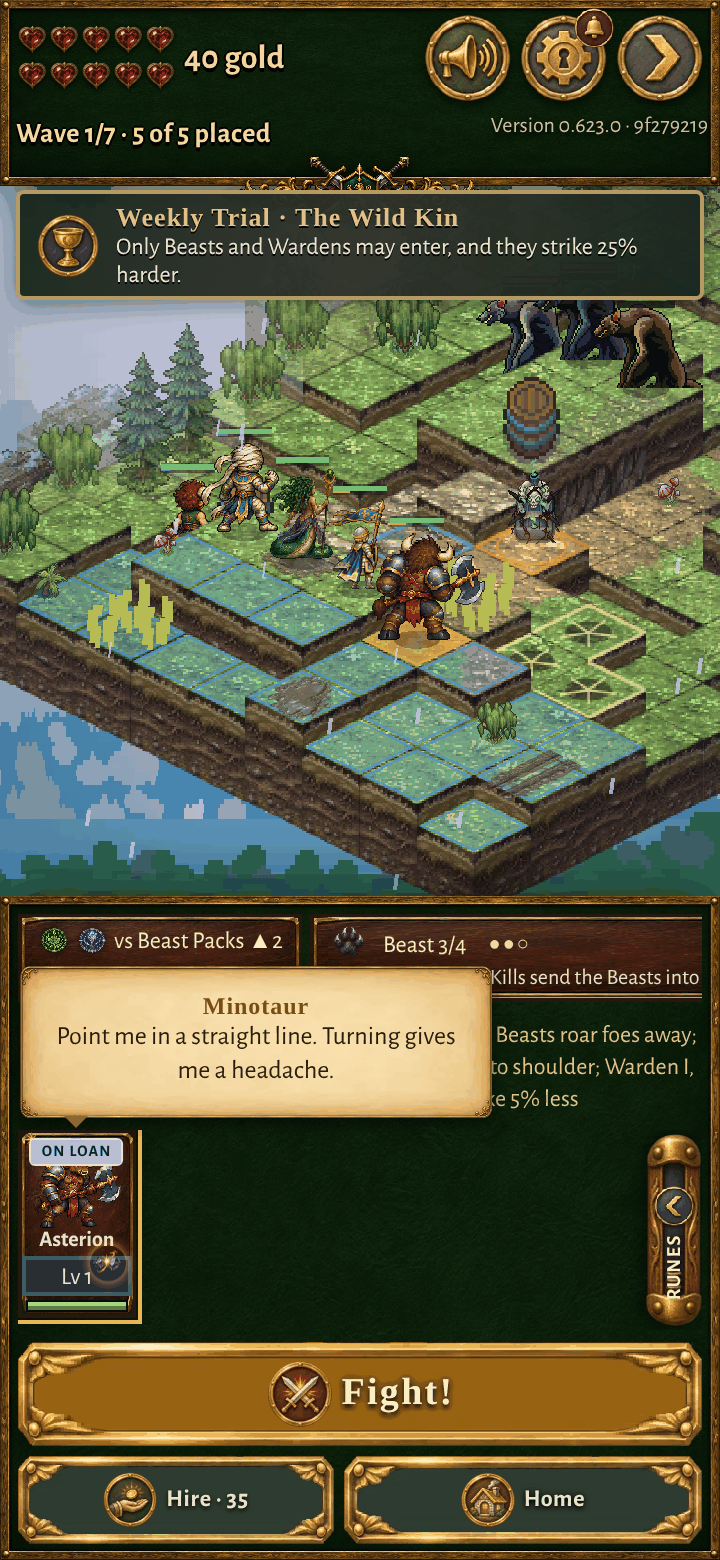 40 gold
Wave 1/7 · 5 of 5 placed
Version 0.623.0 · 9f279219
Weekly Trial · The Wild Kin
Only Beasts and Wardens may enter, and they strike 25%
harder.
vs Beast Packs ▲2
Beast 3/4
Kills send the Beasts into
Beasts roar foes away;
to shoulder; Warden I,
5% less
Minotaur
Point me in a straight line. Turning gives
me a headache.
ON LOAN
Asterion
Lv 1
RUNES
Fight!
Hire · 35
Home